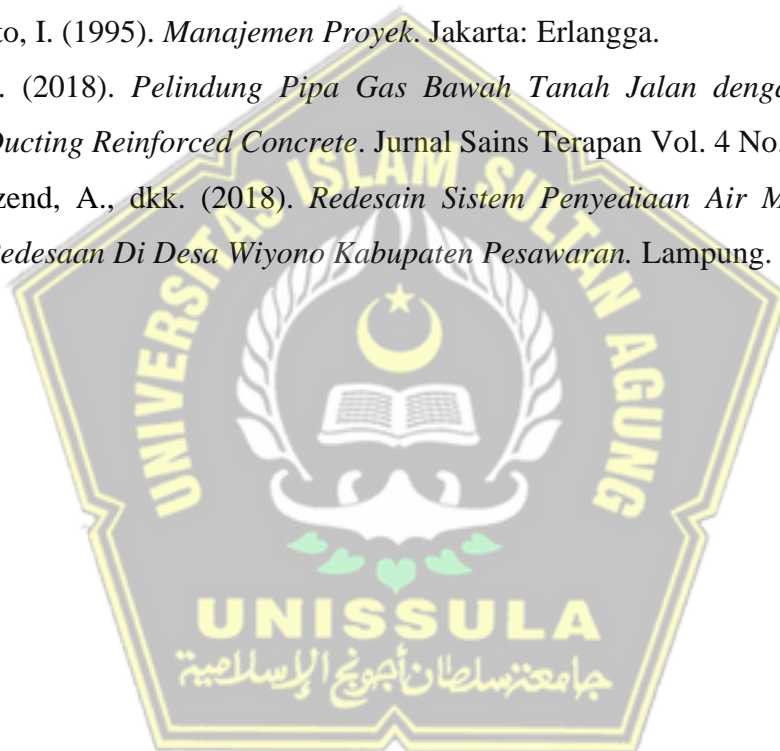 to, I. (1995). Manajemen Proyek. Jakarta: Erlangga.
. (2018). Pelindung Pipa Gas Bawah Tanah Jalan deng
Ducting Reinforced Concrete. Jurnal Sains Terapan Vol. 4 No.
zend, A., dkk. (2018). Redesain Sistem Penyediaan Air M
Pedesaan Di Desa Wiyono Kabupaten Pesawaran. Lampung.
UNIVERSITAS ISLAM SULTAN AGUNG
UNISSULA
جامعة سلطان أجونج الإسلامية